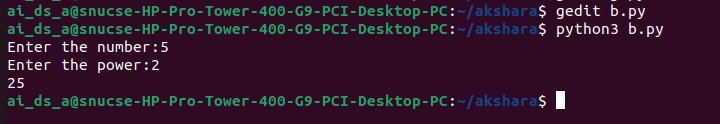 ai_ds_a@snucse-HP-Pro-Tower-400-G9-PCI-Desktop-PC:~/akshara$ gedit b.py
ai_ds_a@snucse-HP-Pro-Tower-400-G9-PCI-Desktop-PC:~/akshara$ python3 b.py
Enter the number:5
Enter the power:2
25
ai_ds_a@snucse-HP-Pro-Tower-400-G9-PCI-Desktop-PC:~/akshara$